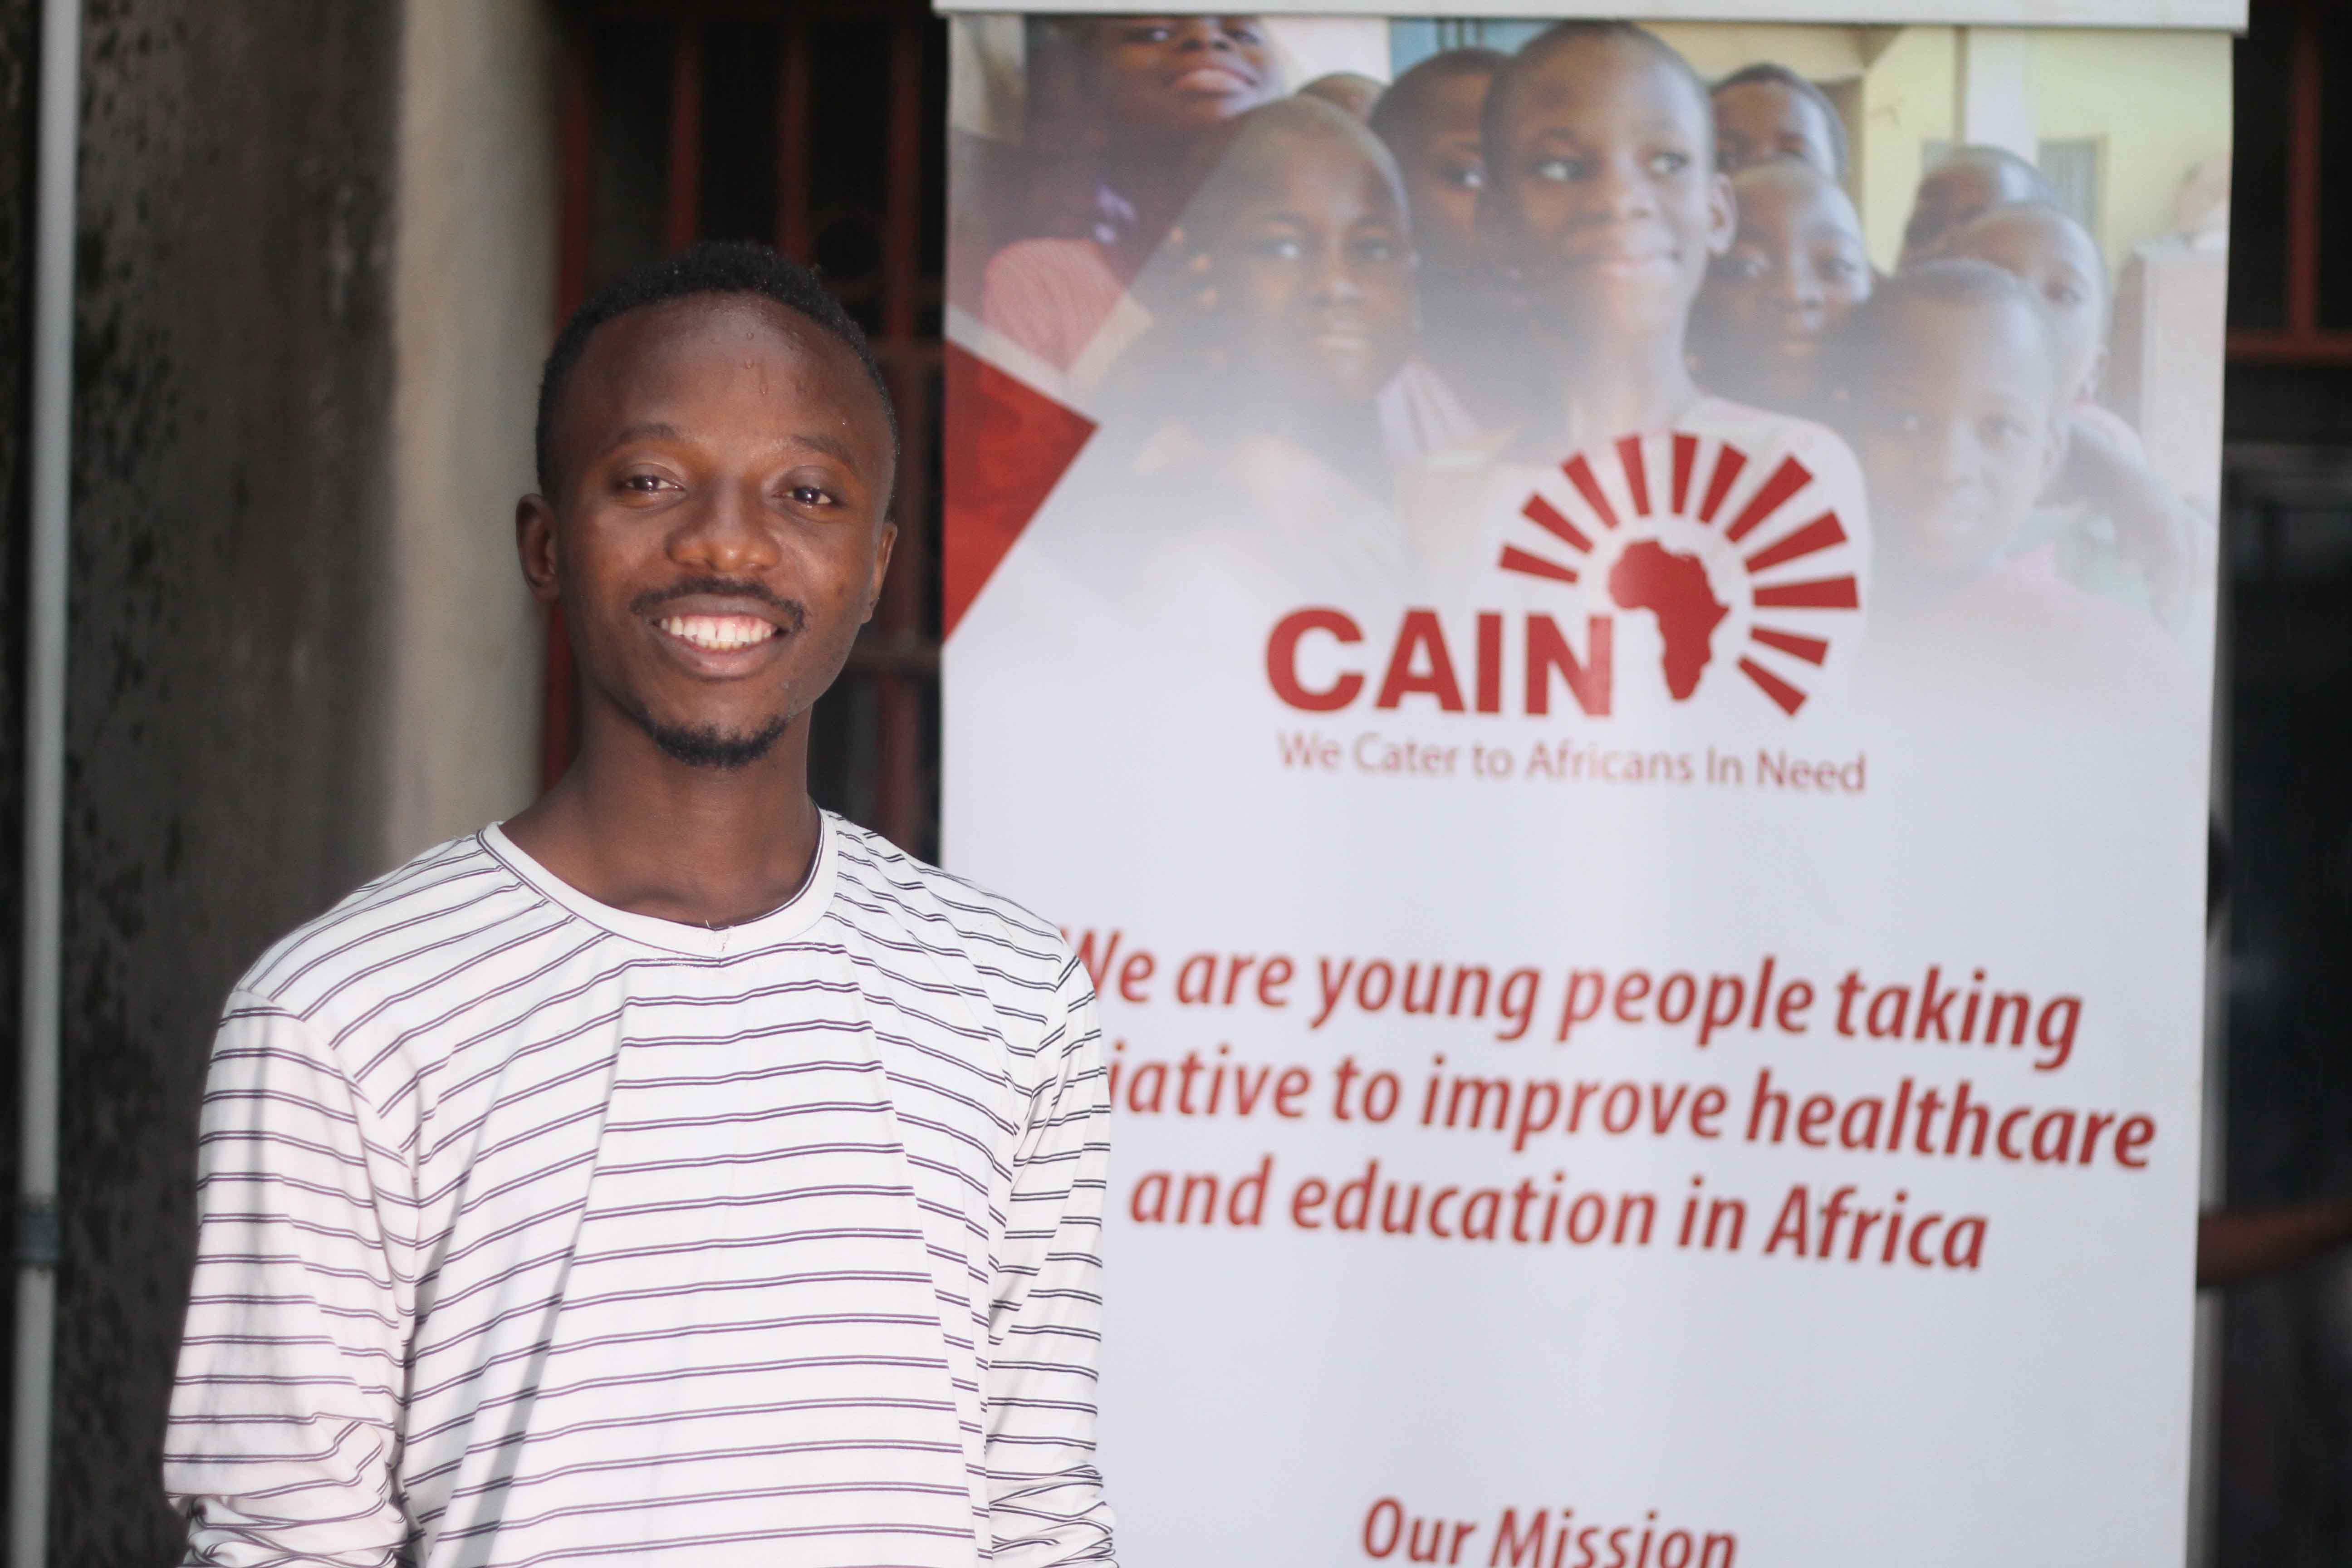 CAIN
We Cater to Africans In Need
We are young people taking
iative to improve healthcare
and education in Africa
Our Mission